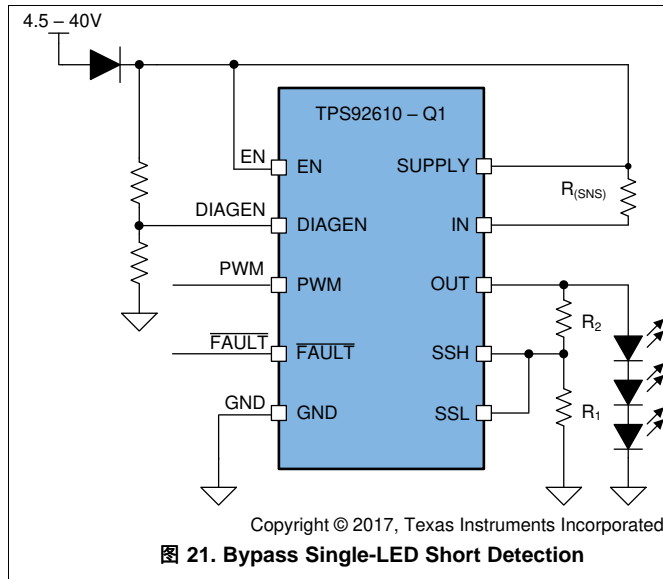 4.5 – 40V
TPS92610 – Q1
EN
EN
SUPPLY
R(SNS)
DIAGEN
DIAGEN
IN
PWM
PWM
OUT
R2
FAULT
FAULT
SSH
GND
GND
SSL
R1
Copyright © 2017, Texas Instruments Incorporated
图 21. Bypass Single-LED Short Detection